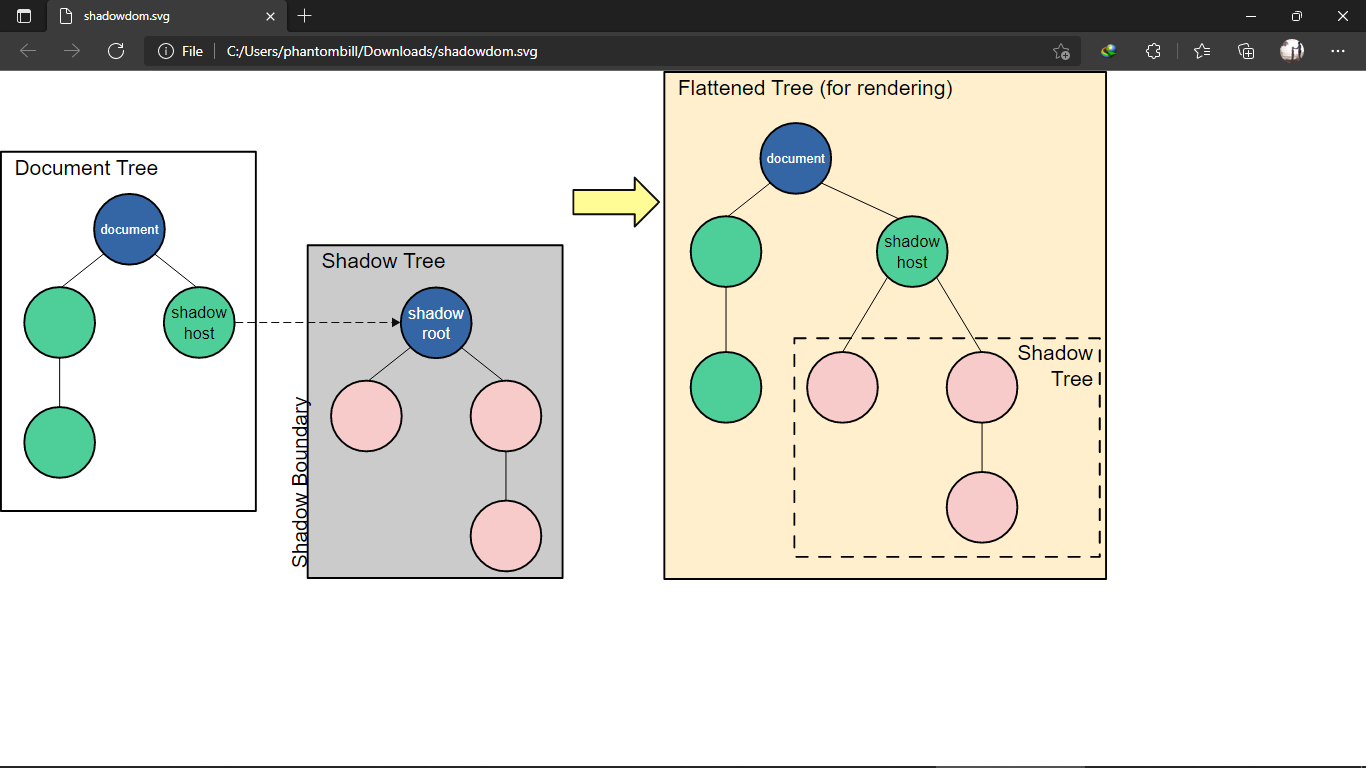 shadowdom.svg
File
C:/Users/phantombill/Downloads/shadowdom.svg
Document Tree
document
shadow
host
Shadow Tree
shadow
root
Shadow Boundary
Flattened Tree (for rendering)
document
shadow
host
Shadow
Tree